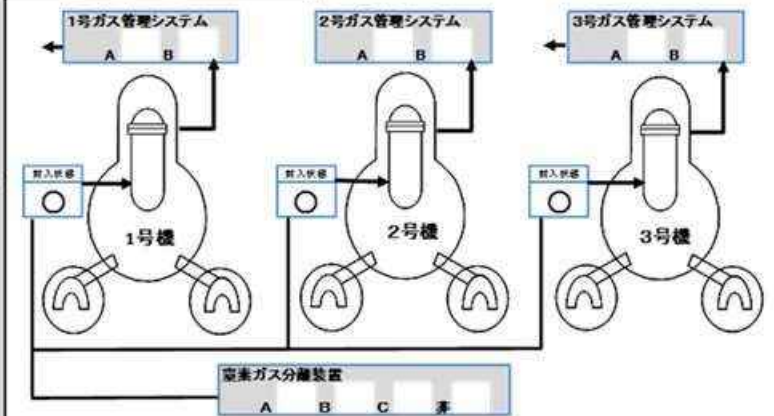 1号ガス管理システム
A B
2号ガス管理システム
A B
3号ガス管理システム
A B
封入状態
○
封入状態
○
封入状態
○
1号機
2号機
3号機
窒素ガス分離装置
A B C 非